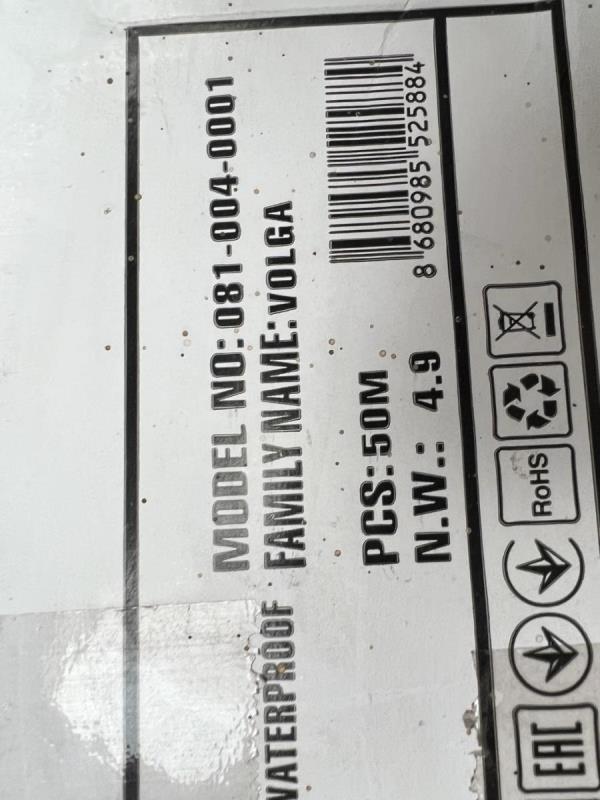 MODEL NO: 081-004-0001
WATERPROOF FAMILY NAME: VOLGA
8 680985 525884
PCS: 50M
N.W.: 4.9
RoHS
EAC